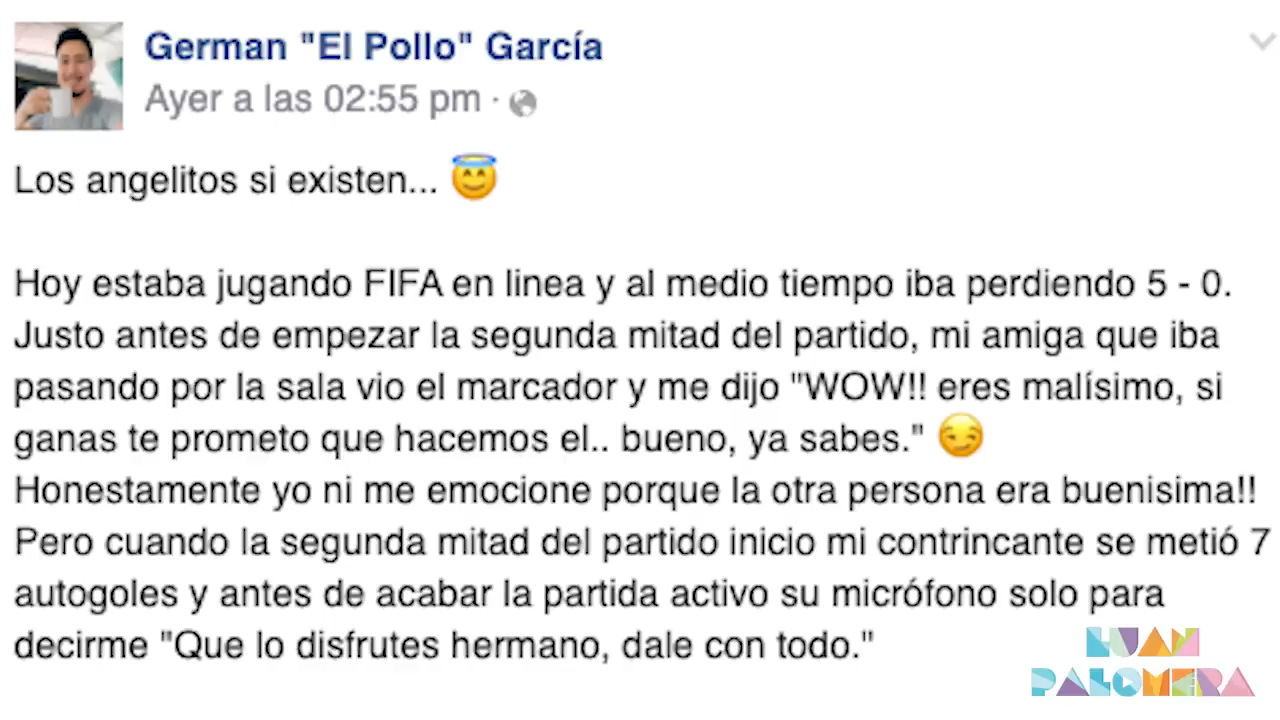 German "El Pollo" García
Ayer a las 02:55 pm ·
Los angelitos si existen... 😇
Hoy estaba jugando FIFA en linea y al medio tiempo iba perdiendo 5 - 0.
Justo antes de empezar la segunda mitad del partido, mi amiga que iba
pasando por la sala vio el marcador y me dijo "WOW!! eres malísimo, si
ganas te prometo que hacemos el.. bueno, ya sabes." 😏
Honestamente yo ni me emocione porque la otra persona era buenisima!!
Pero cuando la segunda mitad del partido inicio mi contrincante se metió 7
autogoles y antes de acabar la partida activo su micrófono solo para
decirme "Que lo disfrutes hermano, dale con todo."
HUAN
PALOMERA